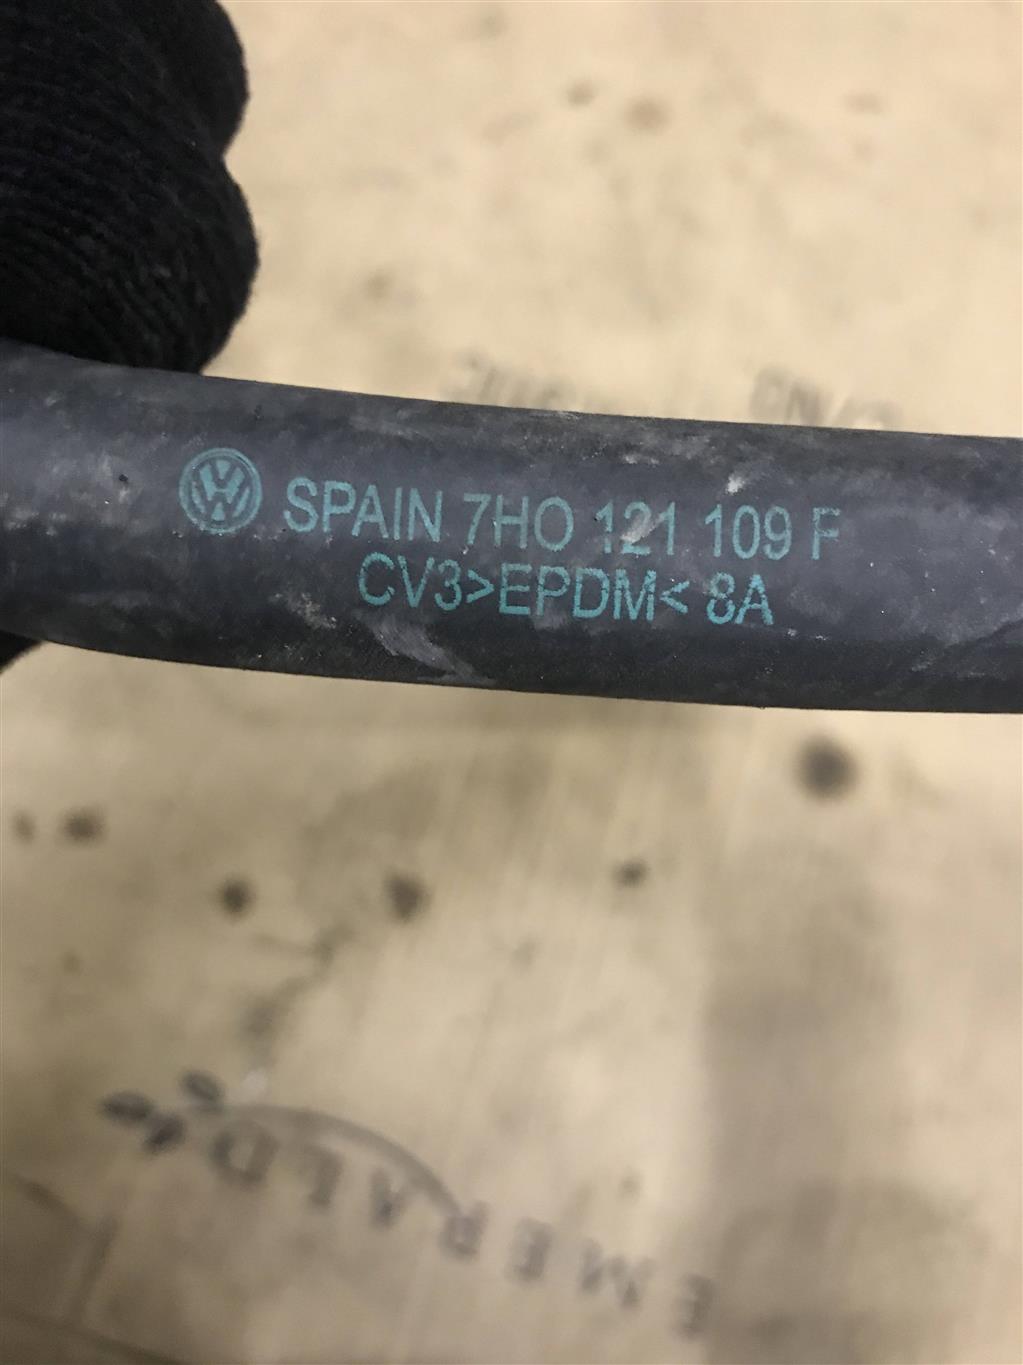 SPAIN 7HO 121 109 F
CV3>EPDM< 8A
EMERALD